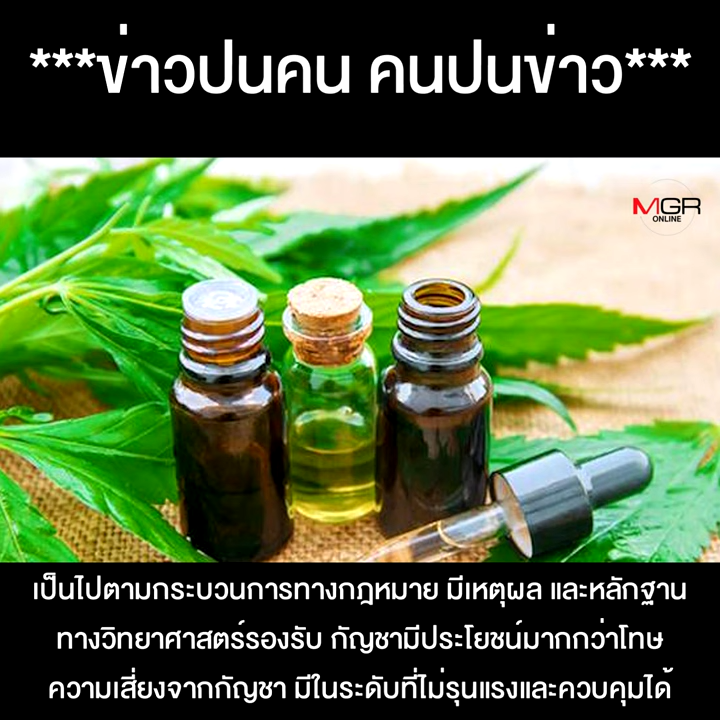 ***ข่าวปนคน คนปนข่าว***
MGR
ONLINE
เป็นไปตามกระบวนการทางกฎหมาย มีเหตุผล และหลักฐาน
ทางวิทยาศาสตร์รองรับ กัญชามีประโยชน์มากกว่าโทษ
ความเสี่ยงจากกัญชา มีในระดับที่ไม่รุนแรงและควบคุมได้